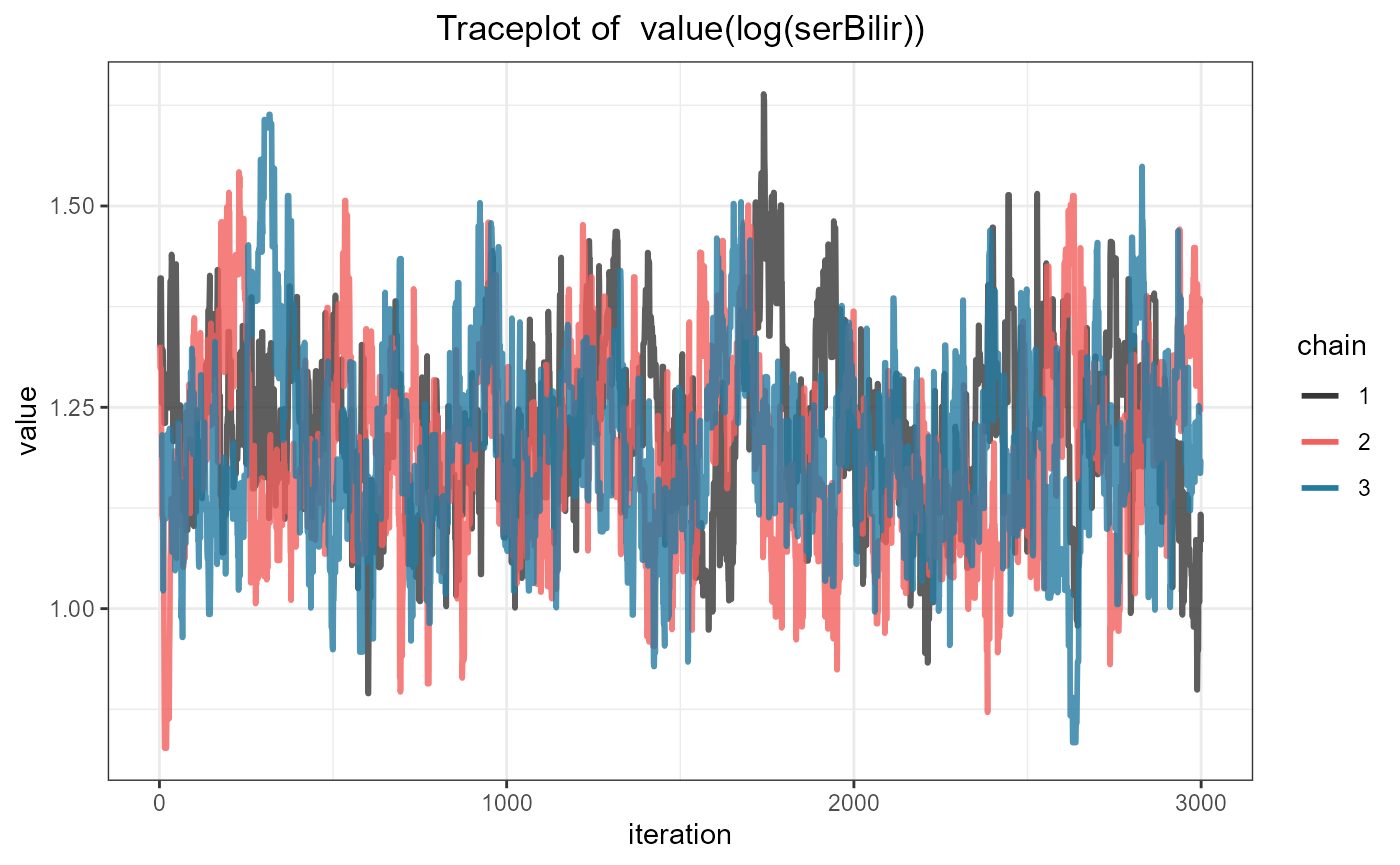 Traceplot of  value(log(serBilir))
value
1.50
1.25
1.00
0
1000
2000
3000
iteration
chain
1
2
3